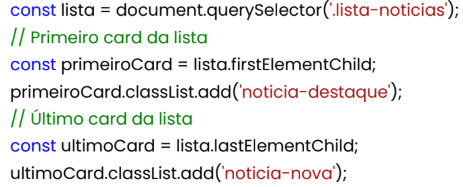 const lista = document.querySelector('.lista-noticias');
// Primeiro card da lista
const primeiroCard = lista.firstElementChild;
primeiroCard.classList.add('noticia-destaque');
// Último card da lista
const ultimoCard = lista.lastElementChild;
ultimoCard.classList.add('noticia-nova');